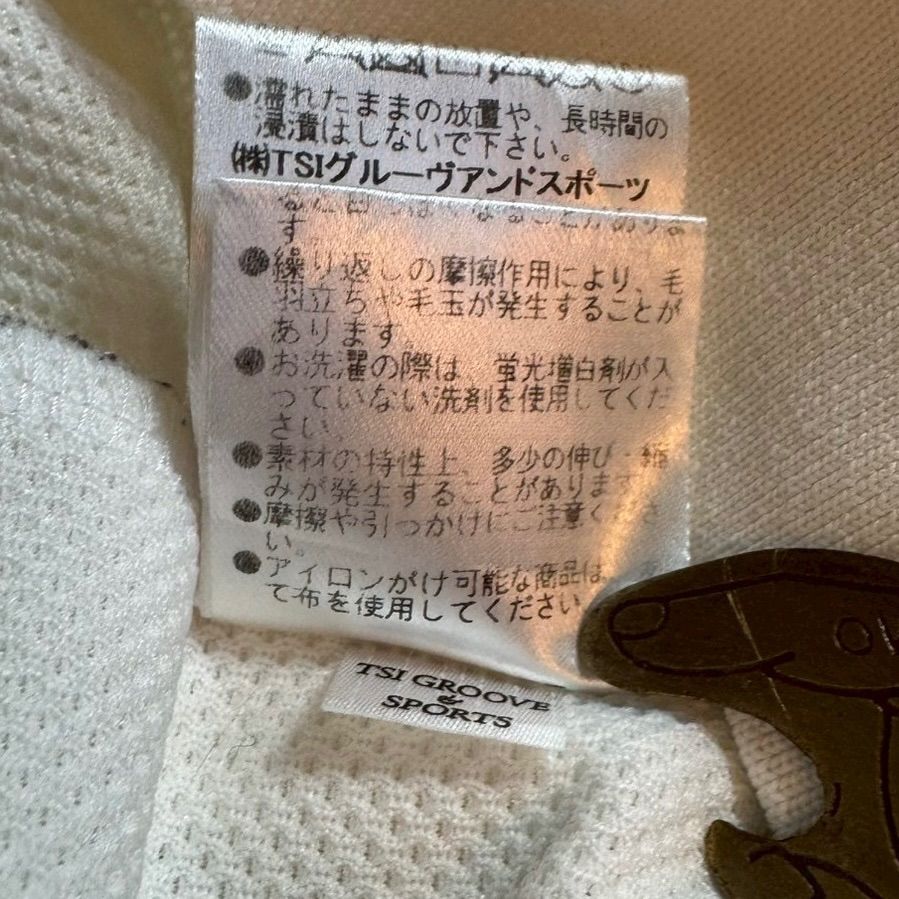 ●濡れたままの放置や、長時間の
浸漬はしないで下さい。
(株)TSIグルーヴアンドスポーツ
す
●繰り返しの摩擦作用により、毛
羽立ちや毛玉が発生することが
あります。
●お洗濯の際は、蛍光増白剤が入
っていない洗剤を使用してくだ
さい、
●素材の特性上、多少の伸び・縮
みが発生することがあります
●摩擦や引っかけにご注意くださ
い。
●アイロンがけ可能な商品は、
て布を使用してください
TSI GROOVE
&
SPORTS